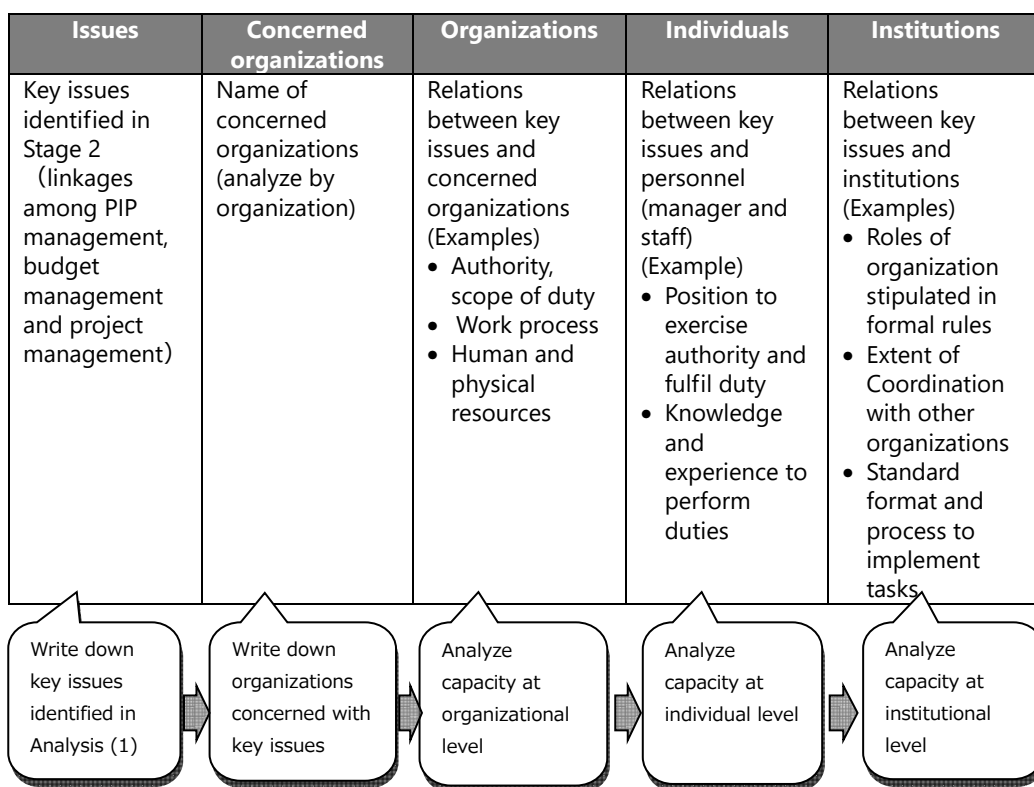 Issues
Concerned
organizations
Organizations
Individuals
Institutions
Key issues
identified in
Stage 2
（linkages
among PIP
management,
budget
management
and project
management）
Name of
concerned
organizations
(analyze by
organization)
Relations
between key
issues and
concerned
organizations
(Examples)
• Authority,
scope of duty
• Work process
• Human and
physical
resources
Relations
between key
issues and
personnel
(manager and
staff)
(Example)
• Position to
exercise
authority and
fulfil duty
• Knowledge
and
experience to
perform
duties
Relations
between key
issues and
institutions
(Examples)
• Roles of
organization
stipulated in
formal rules
• Extent of
Coordination
with other
organizations
• Standard
format and
process to
implement
tasks
Write down
key issues
identified in
Analysis (1)
Write down
organizations
concerned with
key issues
Analyze
capacity at
organizational
level
Analyze
capacity at
individual level
Analyze
capacity at
institutional
level